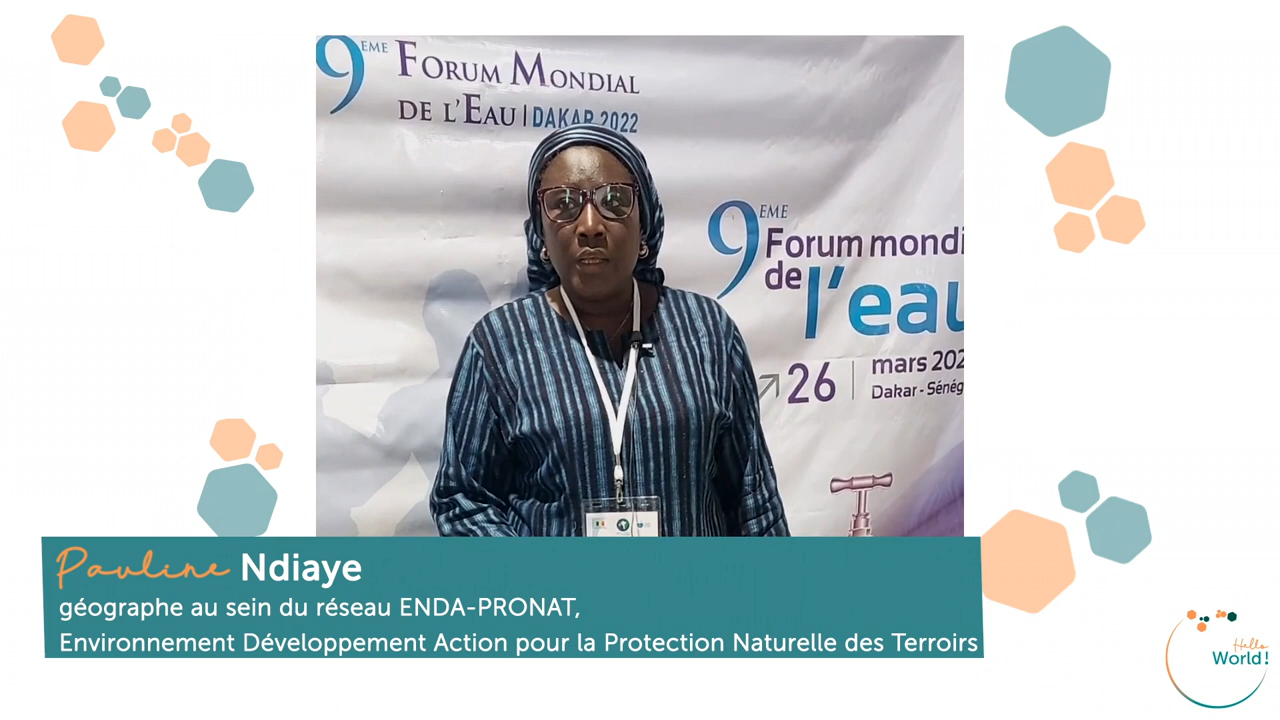 9EME FORUM MONDIAL
DE L'EAU | DAKAR 2022
9EME
Forum mondi
de l'eau
26 | mars 202
Dakar - Sénég
Pauline Ndiaye
géographe au sein du réseau ENDA-PRONAT,
Environnement Développement Action pour la Protection Naturelle des Terroirs
Hello
World!